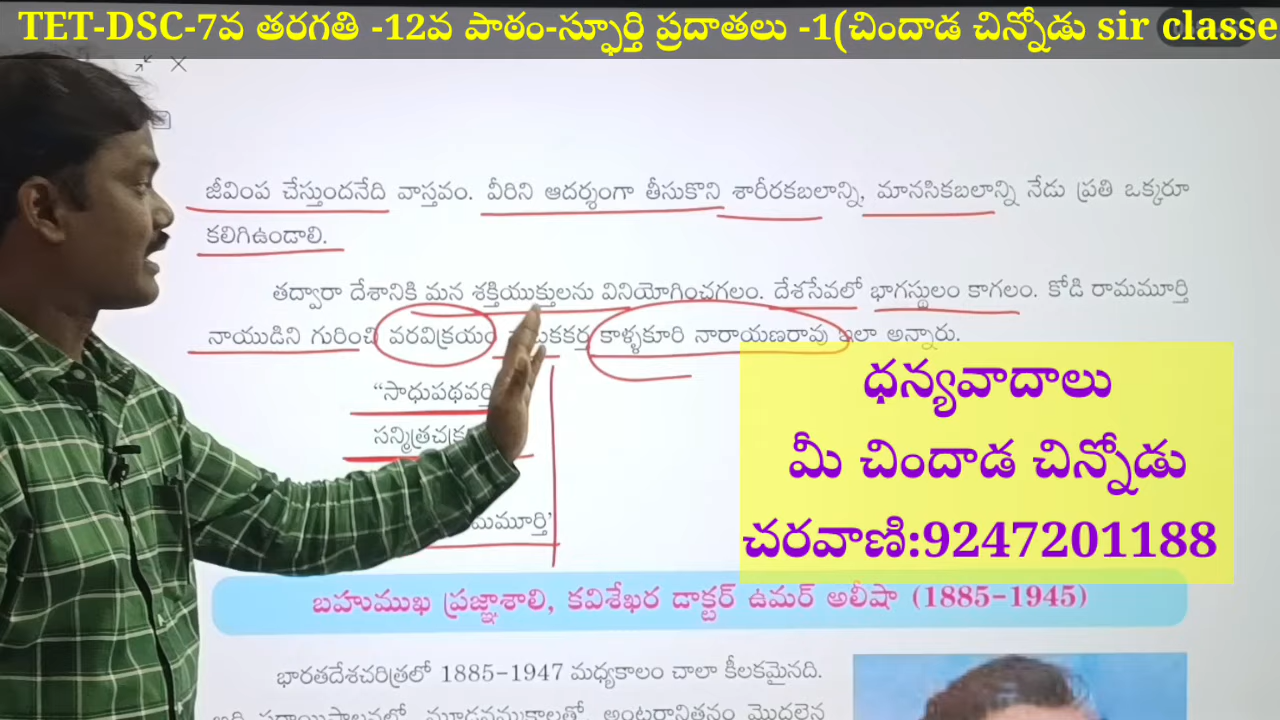 TET-DSC-7వ తరగతి -12వ పాఠం-స్ఫూర్తి ప్రదాతలు -1(చిందాడ చిన్నోడు sir classe
జీవింప చేస్తుందనేది వాస్తవం. వీరిని ఆదర్శంగా తీసుకొని శారీరకబలాన్ని, మానసికబలాన్ని నేడు ప్రతి ఒక్కరూ
కలిగిఉండాలి.
తద్వారా దేశానికి మన శక్తియుక్తులను వినియోగించగలం. దేశసేవలో భాగస్థులం కాగలం. కోడి రామమూర్తి
నాయుడిని గురించి వరవిక్రయం కాళ్ళకూరి నారాయణరావు ఇలా అన్నారు.
ధన్యవాదాలు
మీ చిందాడ చిన్నోడు
చరవాణి:9247201188
బహుముఖ ప్రజ్ఞాశాలి, కవిశేఖర డాక్టర్ ఉమర్ అలీషా (1885-1945)
భారతదేశచరిత్రలో 1885-1947 మధ్యకాలం చాలా కీలకమైనది.